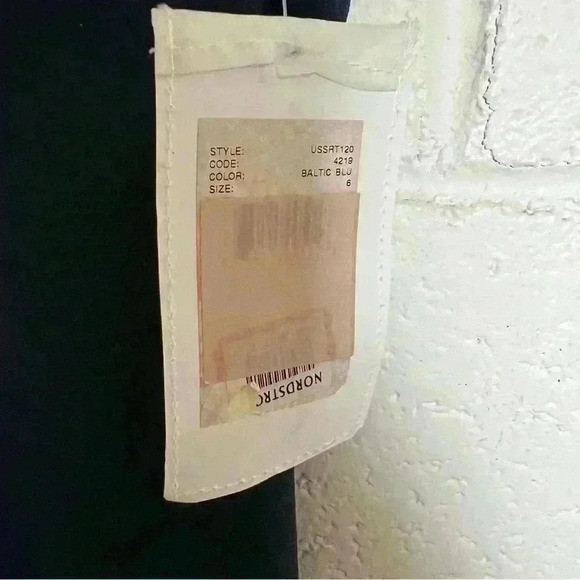 STYLE: USSRT120
CODE: 4219
COLOR: BALTIC BLU
SIZE: 6
NORDSTRO